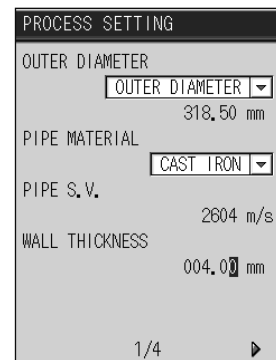 PROCESS SETTING
OUTER DIAMETER
OUTER DIAMETER
318.50 mm
PIPE MATERIAL
CAST IRON
PIPE S.V.
2604 m/s
WALL THICKNESS
004.00 mm
1/4